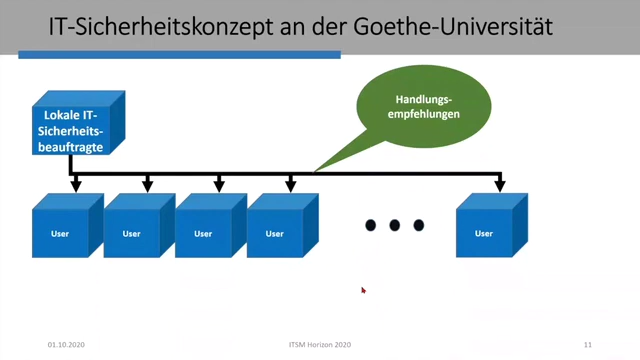 IT-Sicherheitskonzept an der Goethe-Universität
Handlungs-
empfehlungen
Lokale IT-
Sicherheits-
beauftragte
User User User User User
01.10.2020 ITSM Horizon 2020 11